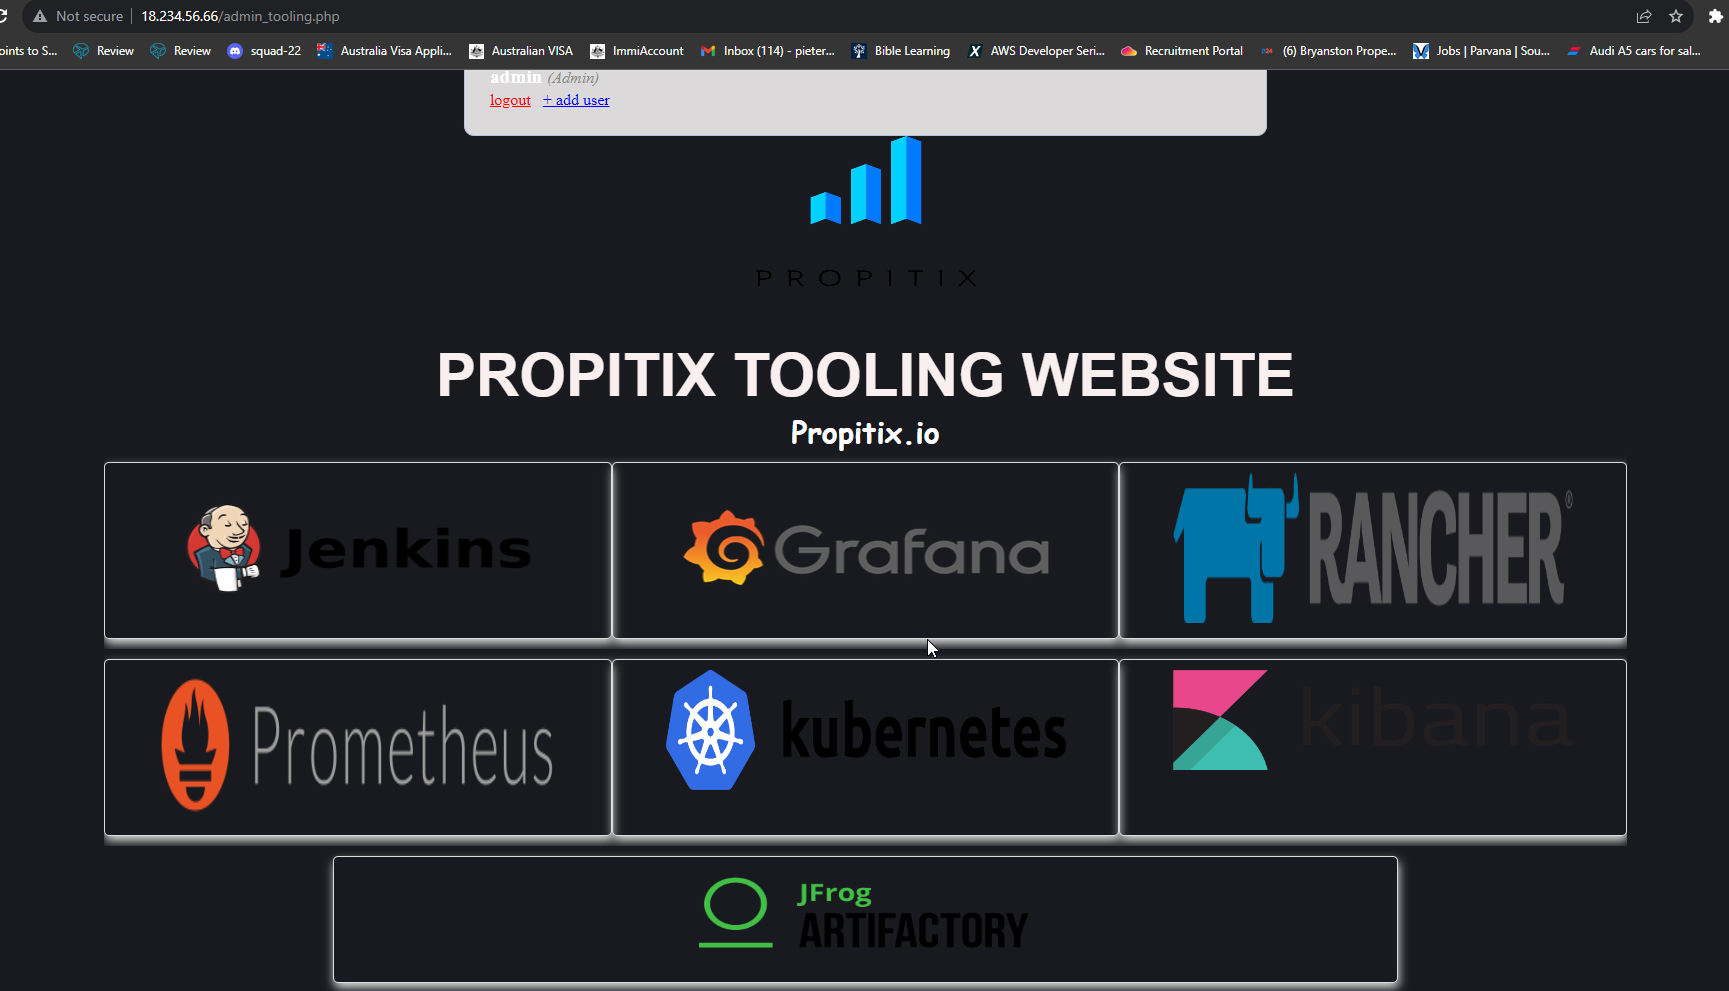 Not secure 18.234.56.66/admin_tooling.php
oints to S... Review Review squad-22 Australia Visa Appli... Australian VISA ImmiAccount Inbox (114) - pieter... Bible Learning AWS Developer Seri... Recruitment Portal (6) Bryanston Prope... Jobs | Parvana | Sou... Audi A5 cars for sal...
admin (Admin)
logout + add user
PROPITIX
PROPITIX TOOLING WEBSITE
Propitix.io
Jenkins Grafana RANCHER®
Prometheus kubernetes kibana
JFrog
ARTIFACTORY